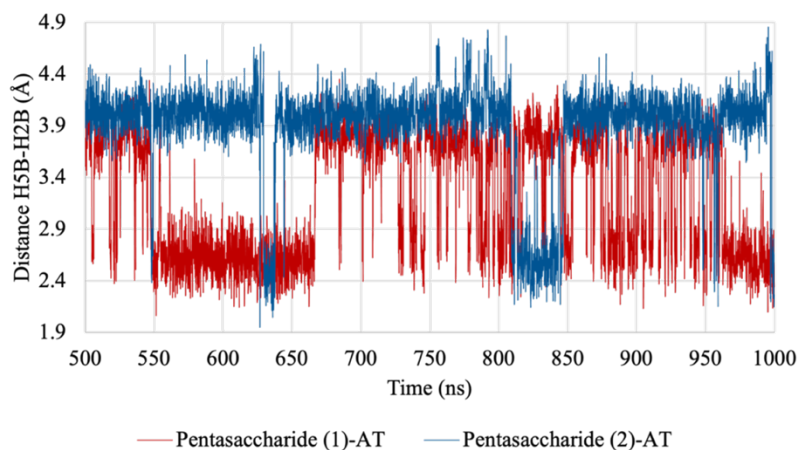 Distance H5B-H2B (Å)
4.9
4.4
3.9
3.4
2.9
2.4
1.9
500 550 600 650 700 750 800 850 900 950 1000
Time (ns)
Pentasaccharide (1)-AT Pentasaccharide (2)-AT